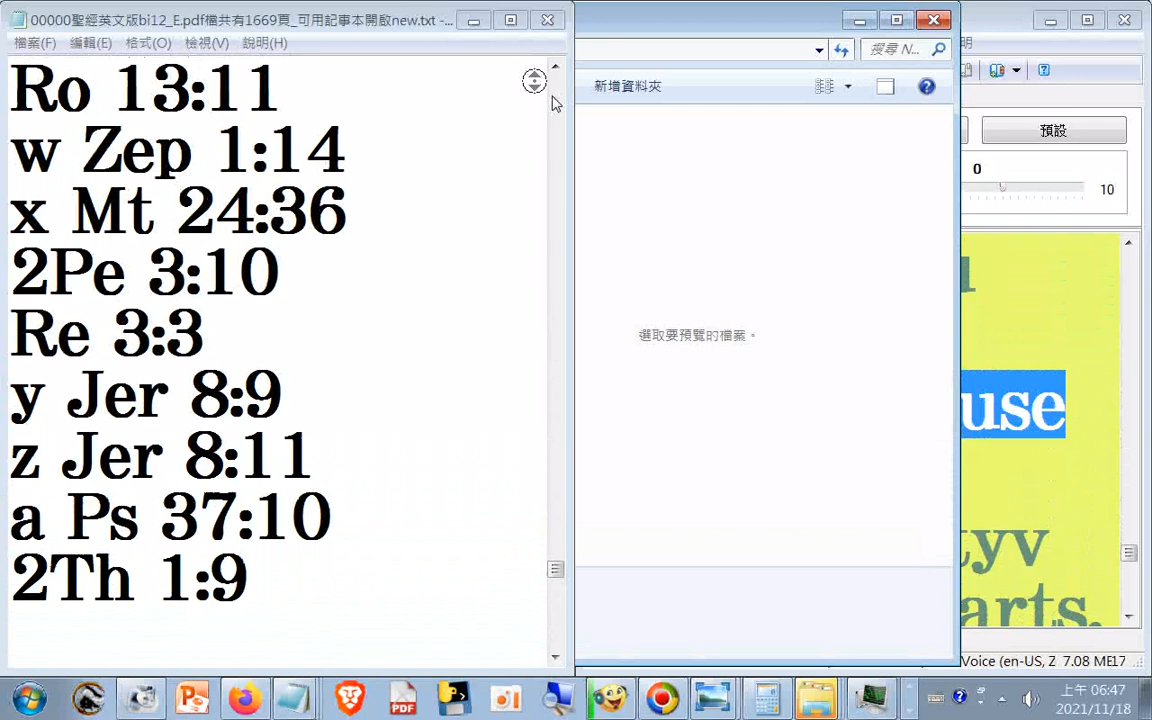 00000聖經英文版bi12_E.pdf檔共有1669頁_可用記事本開啟new.txt -...
檔案(F) 編輯(E) 格式(O) 檢視(V) 說明(H)
Ro 13:11
w Zep 1:14
x Mt 24:36
2Pe 3:10
Re 3:3
y Jer 8:9
z Jer 8:11
a Ps 37:10
2Th 1:9
搜尋 N...
新增資料夾
選取要預覽的檔案。
明
預設
0
10
use
tyv
arts.
Voice (en-US, Z 7.08 ME17
上午 06:47
2021/11/18